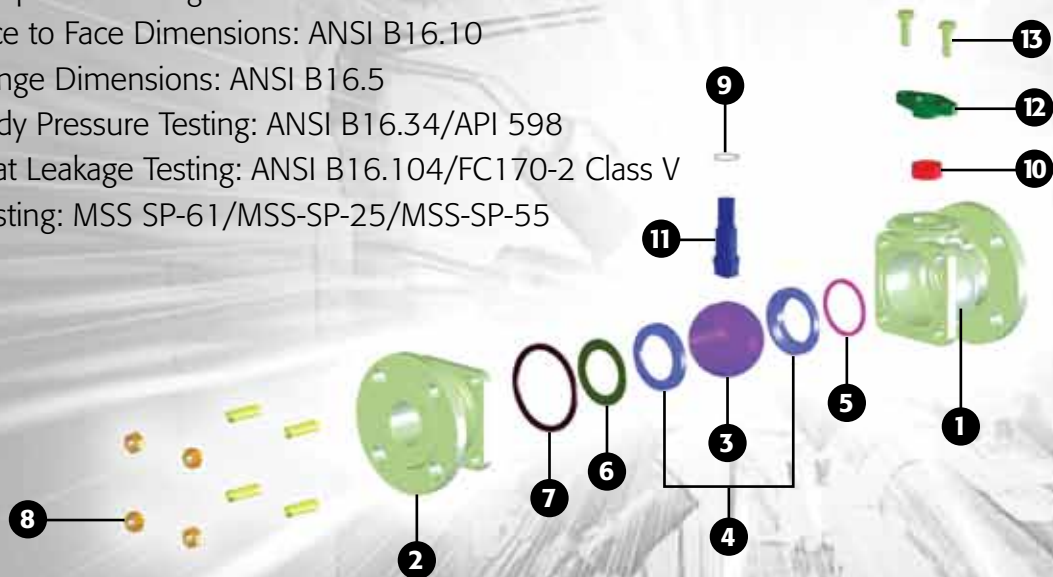 ce to Face Dimensions: ANSI B16.10
nge Dimensions: ANSI B16.5
dy Pressure Testing: ANSI B16.34/API 598
at Leakage Testing: ANSI B16.104/FC170-2 Class V
sting: MSS SP-61/MSS-SP-25/MSS-SP-55
13
9
12
10
11
5
1
3
6
7
4
8
2